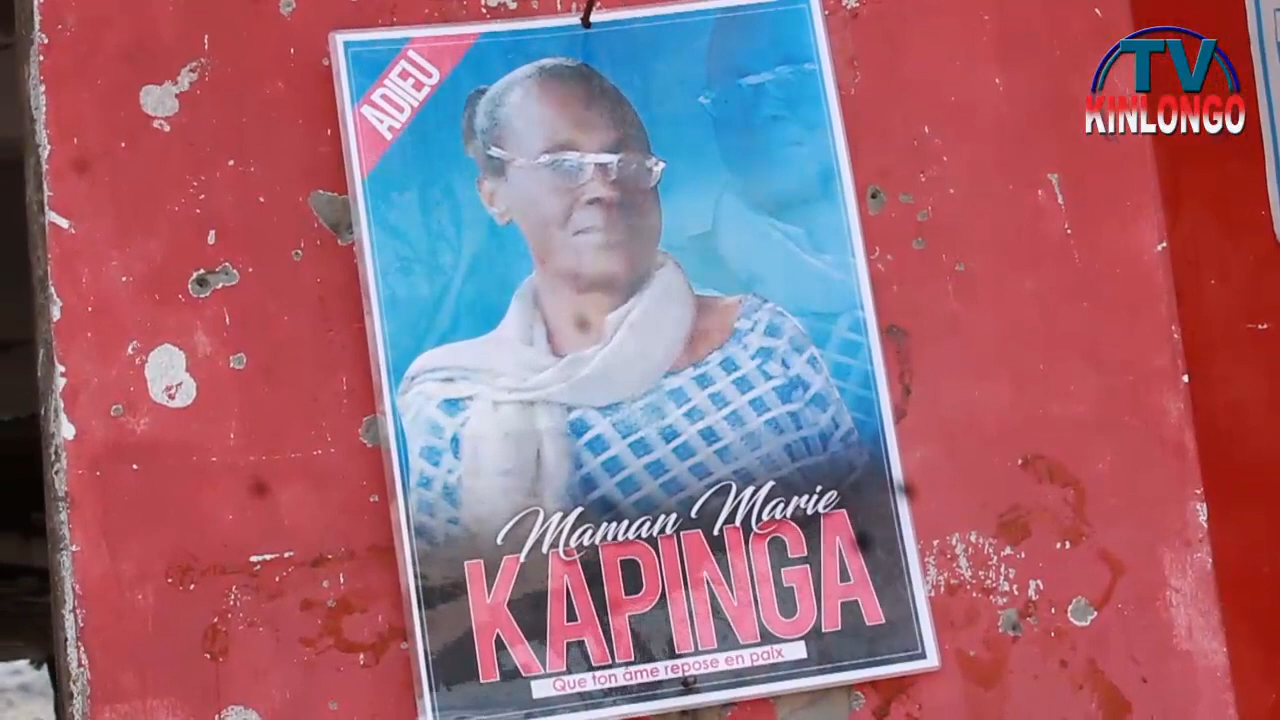 TV
KINLONGO
ADIEU
Maman Marie
KAPINGA
Que ton âme repose en paix